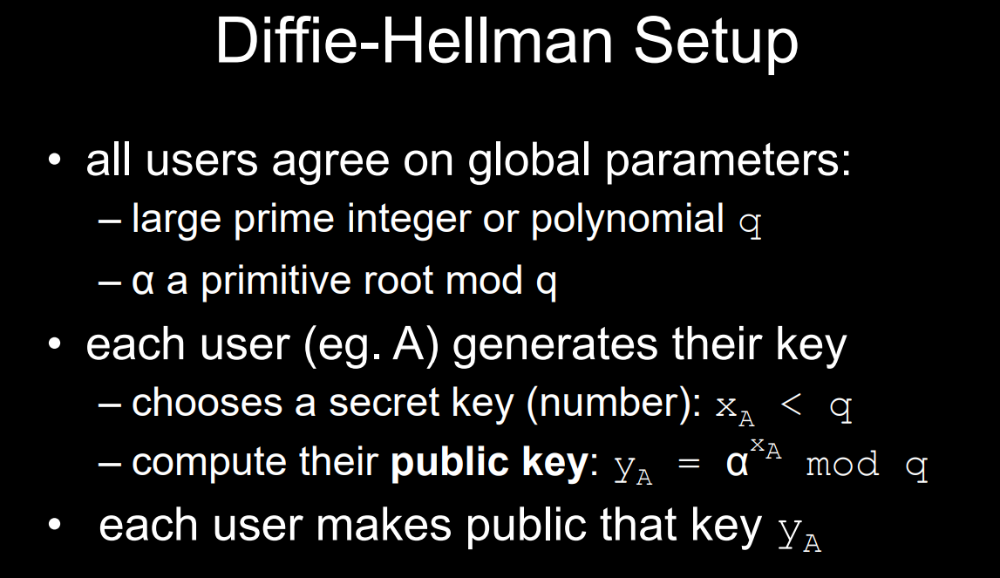 Diffie-Hellman Setup
• all users agree on global parameters:
– large prime integer or polynomial q
– α a primitive root mod q
• each user (eg. A) generates their key
– chooses a secret key (number): x_A < q
– compute their public key: y_A = α^x_A mod q
• each user makes public that key y_A